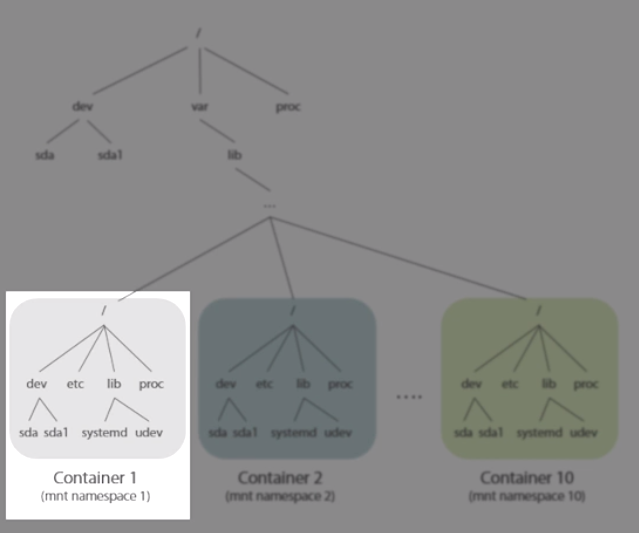 /
dev var proc
sda sda1 lib
...
/ / /
dev etc lib proc dev etc lib proc dev etc lib proc
....
sda sda1 systemd udev sda sda1 systemd udev sda sda1 systemd udev
Container 1 Container 2 Container 10
(mnt namespace 1) (mnt namespace 2) (mnt namespace 10)